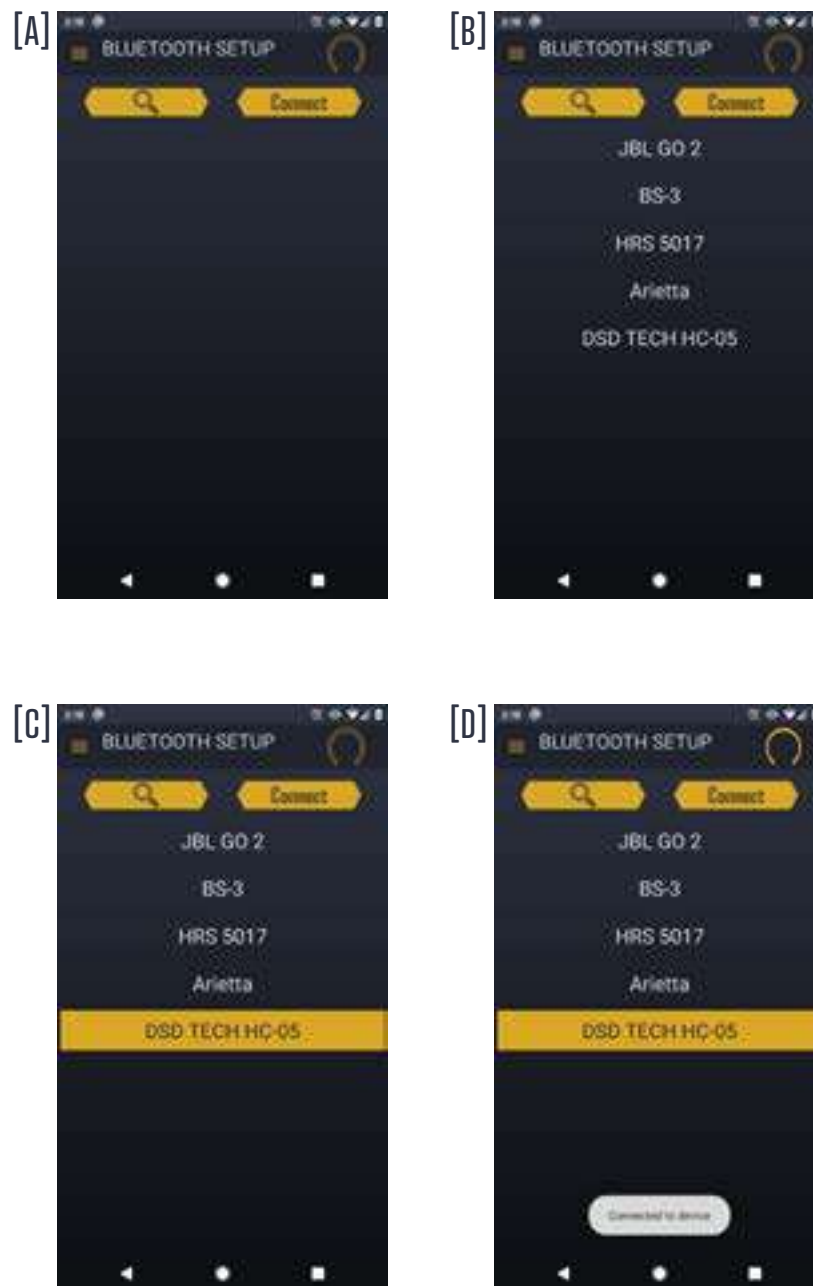 [A]
BLUETOOTH SETUP
Connect
[B]
BLUETOOTH SETUP
Connect
JBL GO 2
BS-3
HRS 5017
Arietta
DSD TECH HC-05
[C]
BLUETOOTH SETUP
Connect
JBL GO 2
BS-3
HRS 5017
Arietta
DSD TECH HC-05
[D]
BLUETOOTH SETUP
Connect
JBL GO 2
BS-3
HRS 5017
Arietta
DSD TECH HC-05
Connected to device